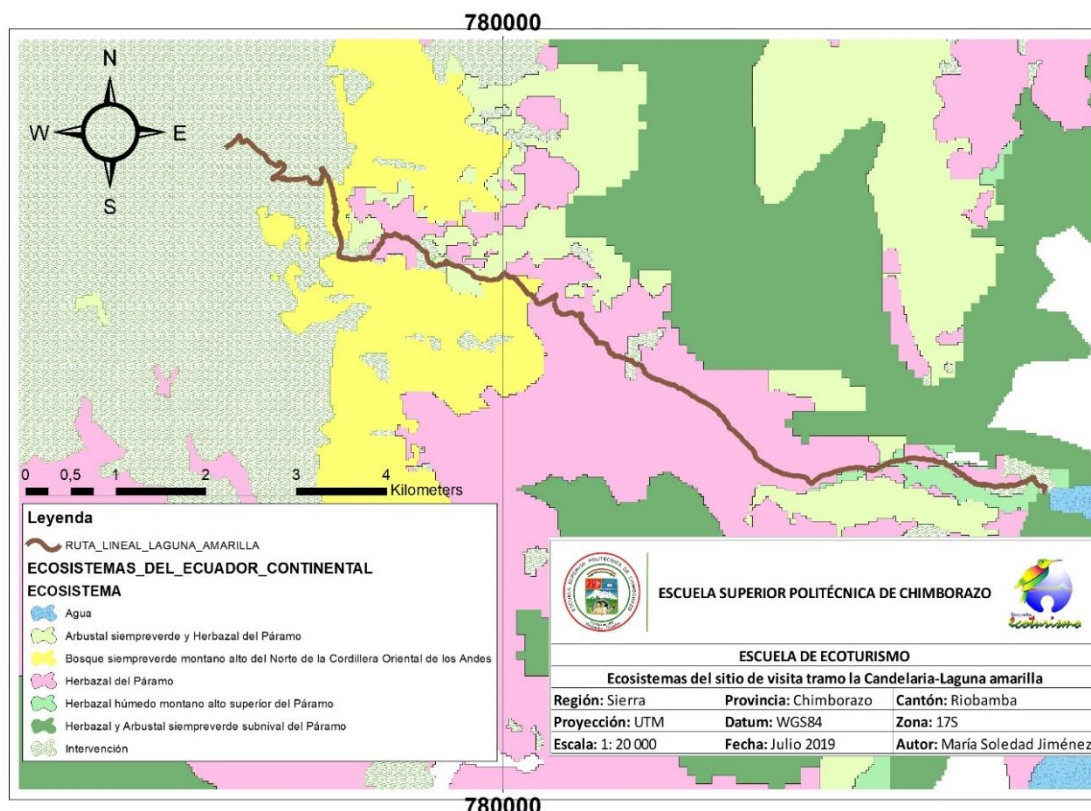 780000
N
W E
S
0 0,5 1 2 3 4
Kilometers
Leyenda
RUTA_LINEAL_LAGUNA_AMARILLA
ECOSISTEMAS_DEL_ECUADOR_CONTINENTAL
ECOSISTEMA
Agua
Arbustal siempreverde y Herbazal del Páramo
Bosque siempreverde montano alto del Norte de la Cordillera Oriental de los Andes
Herbazal del Páramo
Herbazal húmedo montano alto superior del Páramo
Herbazal y Arbustal siempreverde subnival del Páramo
Intervención
ESCUELA SUPERIOR POLITÉCNICA DE CHIMBORAZO
ecoturismo
ESCUELA DE ECOTURISMO
Ecosistemas del sitio de visita tramo la Candelaria-Laguna amarilla
Región: Sierra Provincia: Chimborazo Cantón: Riobamba
Proyección: UTM Datum: WGS84 Zona: 17S
Escala: 1: 20 000 Fecha: Julio 2019 Autor: María Soledad Jiménez
780000